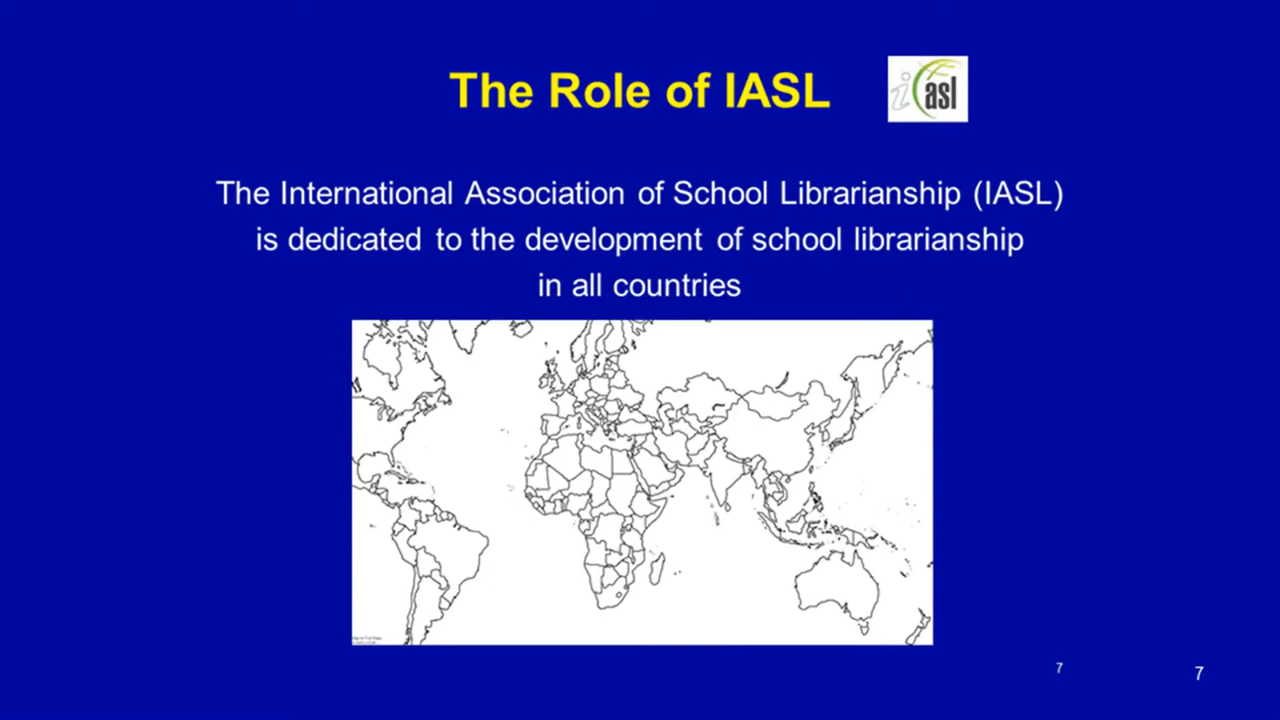 The Role of IASL
iasl
The International Association of School Librarianship (IASL)
is dedicated to the development of school librarianship
in all countries
7
7